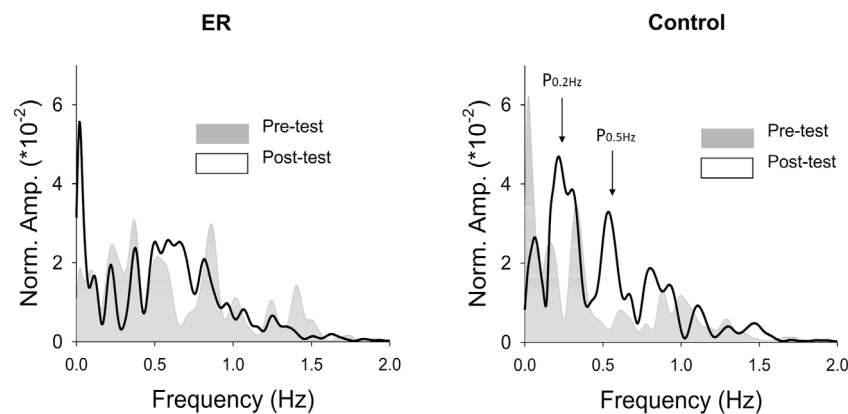 ER
Control
Norm. Amp. (*10-2)
6
4
2
0
Pre-test
Post-test
0.0 0.5 1.0 1.5 2.0
Frequency (Hz)
Norm. Amp. (*10-2)
6
4
2
0
P0.2Hz
P0.5Hz
Pre-test
Post-test
0.0 0.5 1.0 1.5 2.0
Frequency (Hz)